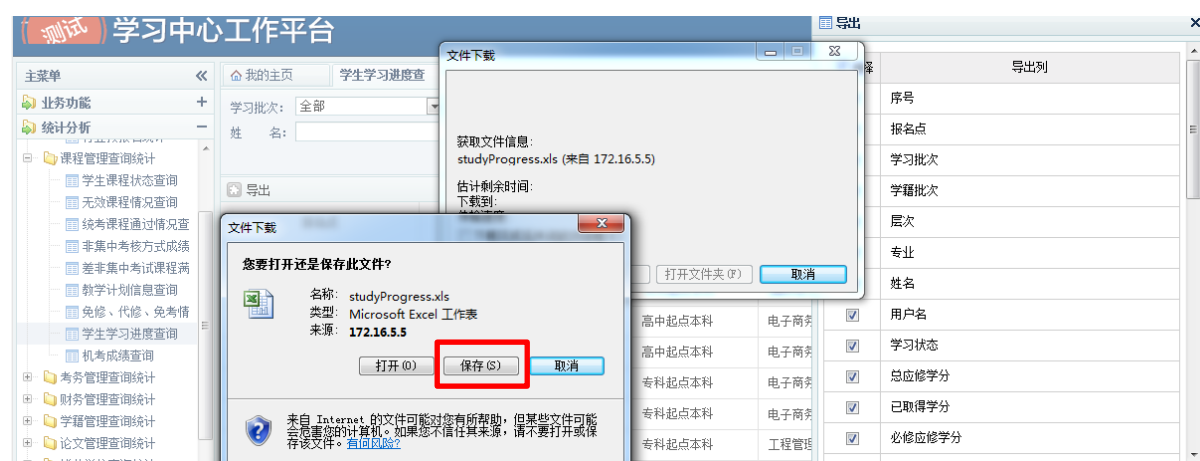 测试 学习中心工作平台
主菜单
业务功能
统计分析
课程管理查询统计
学生课程状态查询
无效课程情况查询
统考课程通过情况查
非集中考核方式成绩
差非集中考试课程满
教学计划信息查询
免修、代修、免考情
学生学习进度查询
机考成绩查询
考务管理查询统计
财务管理查询统计
学籍管理查询统计
论文管理查询统计
我的主页 学生学习进度查
学习批次: 全部
姓 名:
导出
文件下载
获取文件信息:
studyProgress.xls (来自 172.16.5.5)
估计剩余时间:
下载到:
打开文件夹(F) 取消
文件下载
您要打开还是保存此文件?
名称: studyProgress.xls
类型: Microsoft Excel 工作表
来源: 172.16.5.5
打开(O) 保存(S) 取消
来自 Internet 的文件可能对您有所帮助，但某些文件可能
会危害您的计算机。如果您不信任其来源，请不要打开或保
存该文件。有何风险?
高中起点本科 电子商务
高中起点本科 电子商务
专科起点本科 电子商务
专科起点本科 电子商务
专科起点本科 工程管理
导出
择 导出列
序号
报名点
学习批次
学籍批次
层次
专业
姓名
用户名
学习状态
总应修学分
已取得学分
必修应修学分